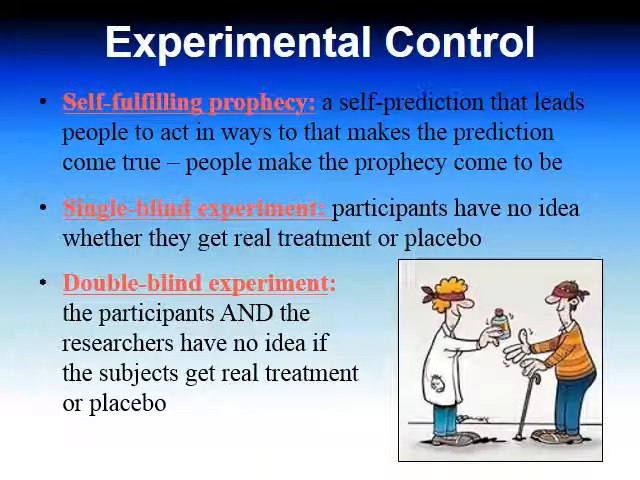 Experimental Control
• Self-fulfilling prophecy: a self-prediction that leads
people to act in ways to that makes the prediction
come true – people make the prophecy come to be
• Single-blind experiment: participants have no idea
whether they get real treatment or placebo
• Double-blind experiment:
the participants AND the
researchers have no idea if
the subjects get real treatment
or placebo